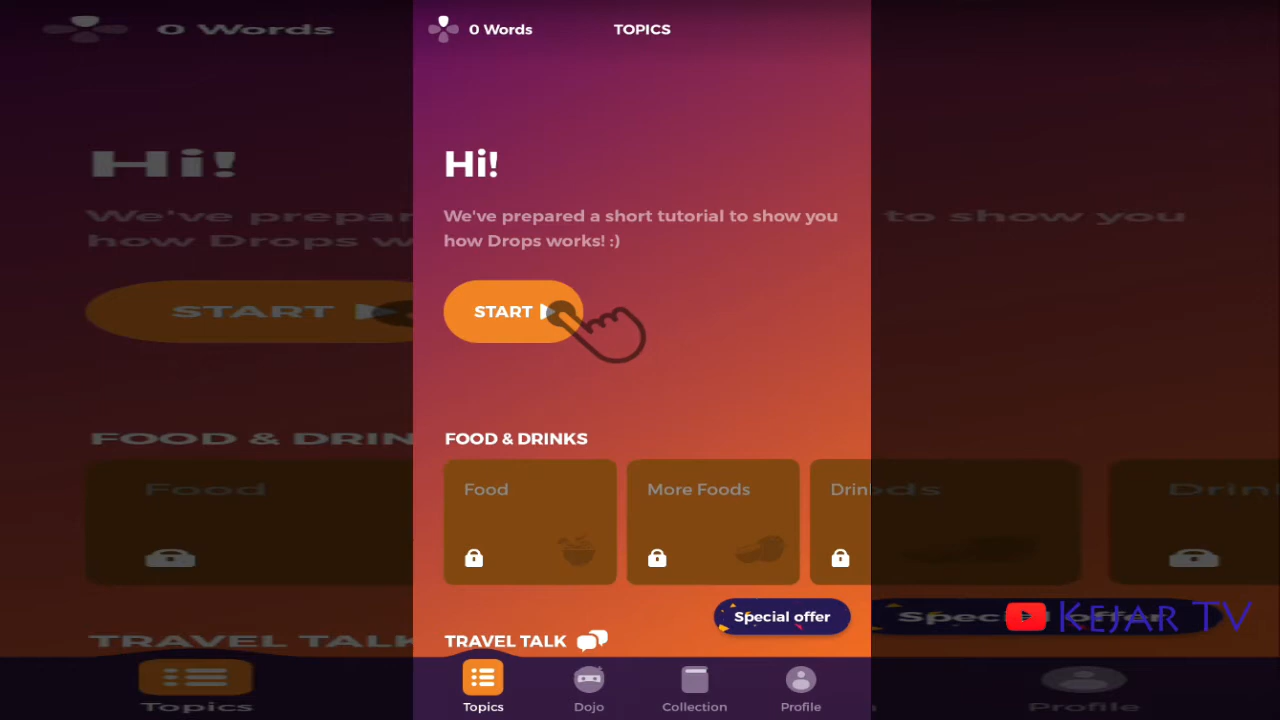 0 Words
TOPICS
Hi!
We've prepared a short tutorial to show you
how Drops works! :)
START
FOOD & DRINKS
Food
More Foods
Drin
Special offer
TRAVEL TALK
Topics
Dojo
Collection
Profile
KEJAR TV